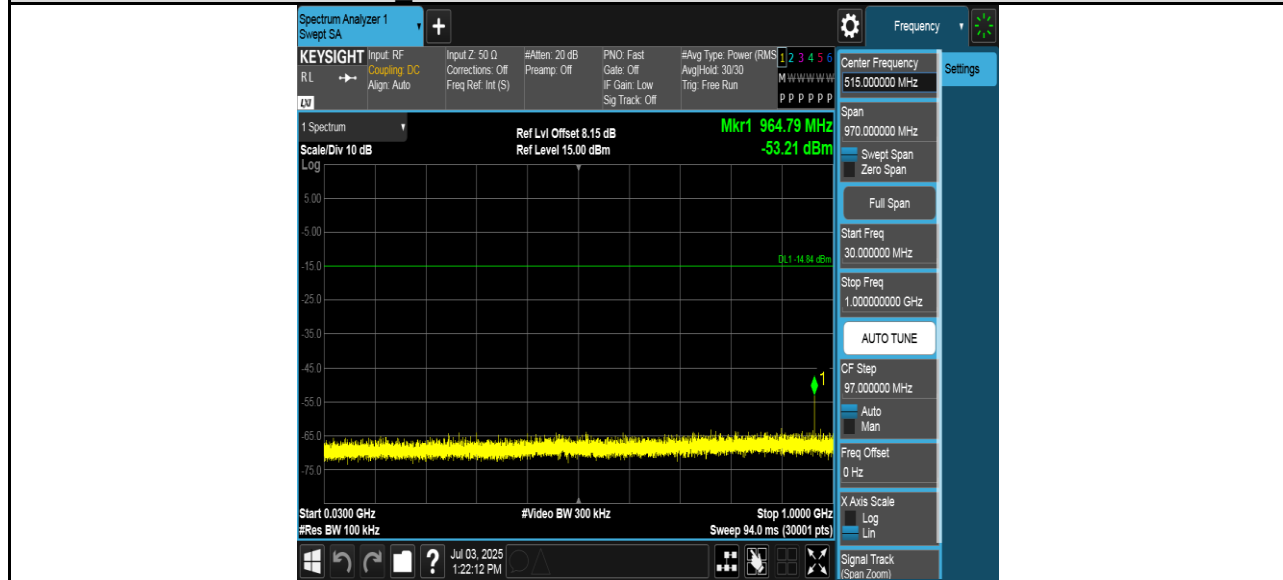 Spectrum Analyzer 1
Swept SA
+
Frequency
KEYSIGHT
RL
LXI
Input: RF
Coupling: DC
Align: Auto
Input Z: 50 Ω
Corrections: Off
Freq Ref: Int (S)
#Atten: 20 dB
Preamp: Off
PNO: Fast
Gate: Off
IF Gain: Low
Sig Track: Off
#Avg Type: Power (RMS
Avg|Hold: 30/30
Trig: Free Run
1 2 3 4 5 6
M W W W W W
P P P P P P
1 Spectrum
Scale/Div 10 dB
Log
Ref Lvl Offset 8.15 dB
Ref Level 15.00 dBm
Mkr1 964.79 MHz
-53.21 dBm
5.00
-5.00
-15.0
-25.0
-35.0
-45.0
-55.0
-65.0
-75.0
DL1 -14.84 dBm
1
Start 0.0300 GHz
#Res BW 100 kHz
#Video BW 300 kHz
Stop 1.0000 GHz
Sweep 94.0 ms (30001 pts)
?
Jul 03, 2025
1:22:12 PM
Center Frequency
515.000000 MHz
Span
970.000000 MHz
Swept Span
Zero Span
Full Span
Start Freq
30.000000 MHz
Stop Freq
1.000000000 GHz
AUTO TUNE
CF Step
97.000000 MHz
Auto
Man
Freq Offset
0 Hz
X Axis Scale
Log
Lin
Signal Track
(Span Zoom)
Settings